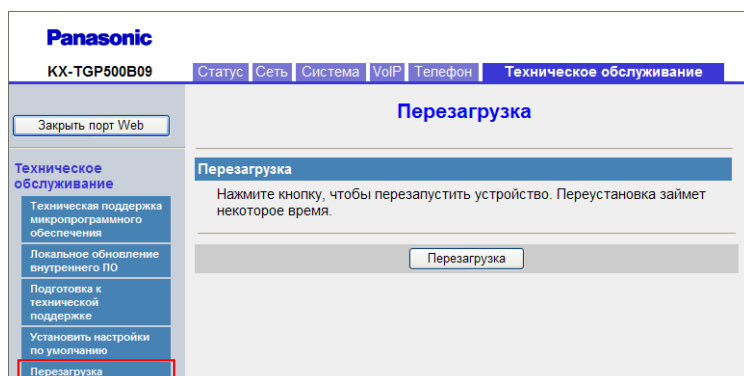 Panasonic
KX-TGP500B09
Статус Сеть Система VoIP Телефон Техническое обслуживание
Закрыть порт Web
Перезагрузка
Техническое
обслуживание
Техническая поддержка
микропрограммного
обеспечения
Локальное обновление
внутреннего ПО
Подготовка к
технической
поддержке
Установить настройки
по умолчанию
Перезагрузка
Перезагрузка
Нажмите кнопку, чтобы перезапустить устройство. Переустановка займет
некоторое время.
Перезагрузка